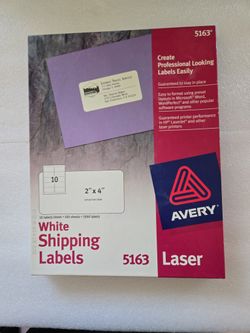 5163®
Create
Professional Looking
Labels Easily
Guaranteed to stay in place
Easy to format using preset
layouts in Microsoft® Word,
WordPerfect® and other popular
software programs
Guaranteed printer performance
in HP® LaserJet® and other
laser printers
10
2" x 4"
AVERY®
White
Shipping
Labels
5163
Laser